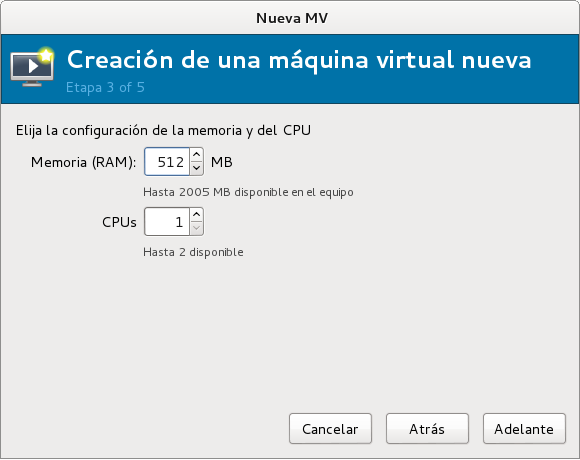 Nueva MV
Creación de una máquina virtual nueva
Etapa 3 of 5
Elija la configuración de la memoria y del CPU
Memoria (RAM): 512 MB
Hasta 2005 MB disponible en el equipo
CPUs 1
Hasta 2 disponible
Cancelar Atrás Adelante